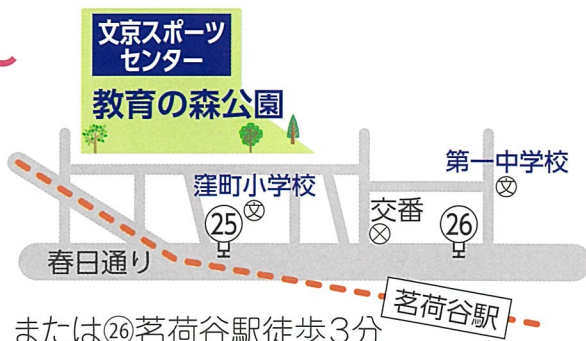 文京スポーツ
センター
教育の森公園
窪町小学校
第一中学校
文
文
25
交番
26
春日通り
茗荷谷駅
または㉖茗荷谷駅徒歩3分